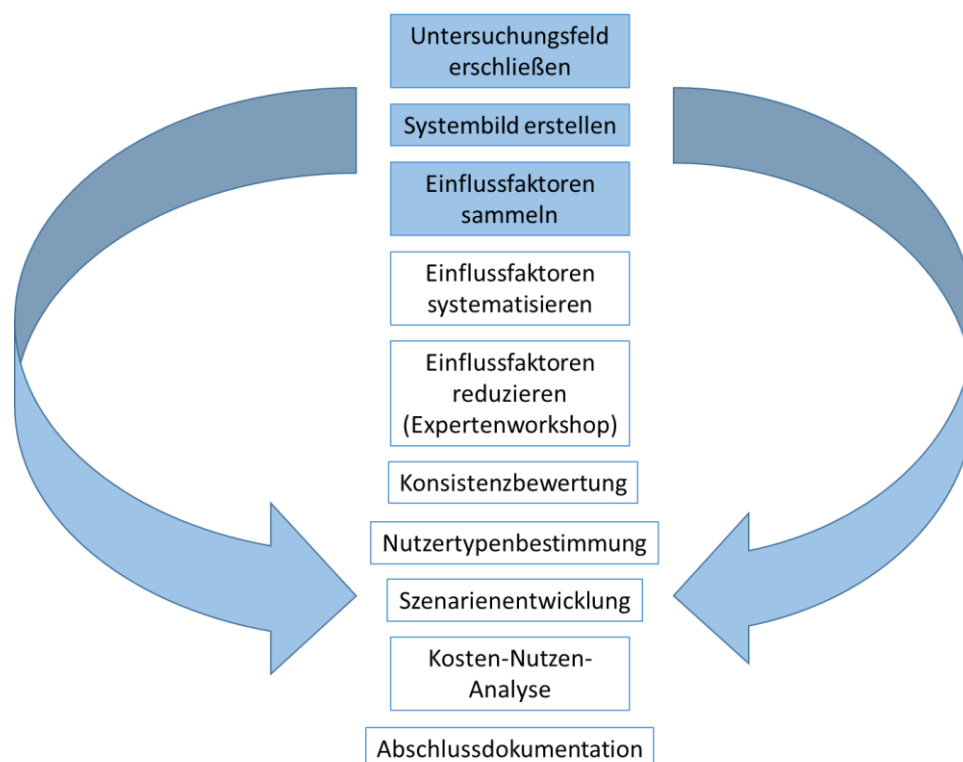 Untersuchungsfeld
erschließen
Systembild erstellen
Einflussfaktoren
sammeln
Einflussfaktoren
systematisieren
Einflussfaktoren
reduzieren
(Expertenworkshop)
Konsistenzbewertung
Nutzertypenbestimmung
Szenarienentwicklung
Kosten-Nutzen-
Analyse
Abschlussdokumentation